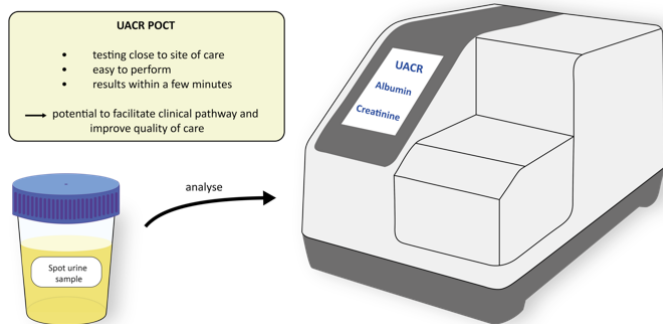 UACR POCT
• testing close to site of care
• easy to perform
• results within a few minutes
→ potential to facilitate clinical pathway and
improve quality of care
UACR
Albumin
Creatinine
analyse
Spot urine
sample